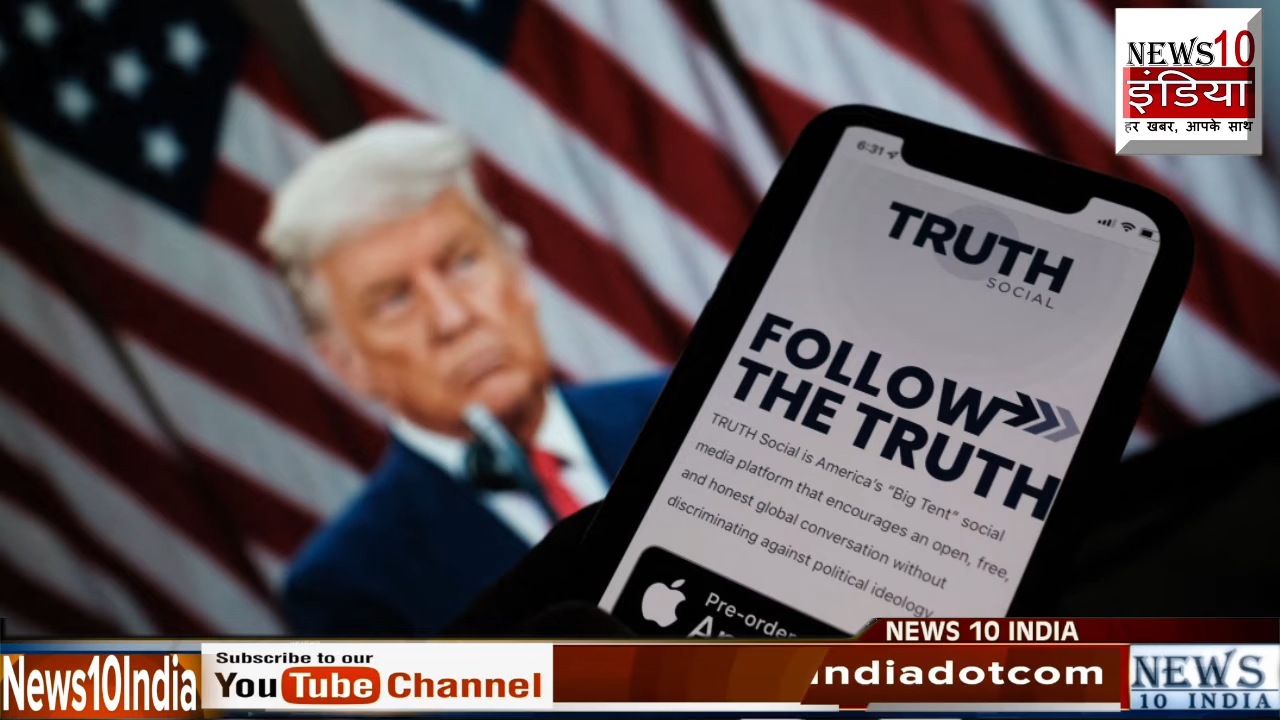 NEWS10
इंडिया
हर खबर, आपके साथ
6:31
TRUTH
SOCIAL
FOLLOW
THE TRUTH
TRUTH Social is America's "Big Tent" social
media platform that encourages an open, free,
and honest global conversation without
discriminating against political ideology
Pre-order
NEWS 10 INDIA
News10India
Subscribe to our
YouTube Channel
indiadotcom
NEWS
10 INDIA